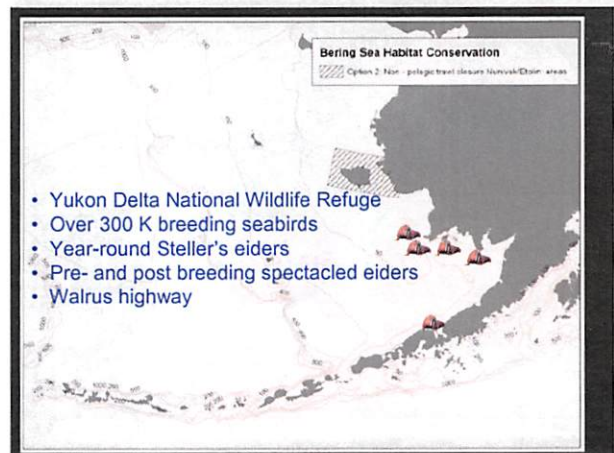 Bering Sea Habitat Conservation
Option 2: Non - pelagic trawl closure Nunivak/Etolin areas
• Yukon Delta National Wildlife Refuge
• Over 300 K breeding seabirds
• Year-round Steller's eiders
• Pre- and post breeding spectacled eiders
• Walrus highway